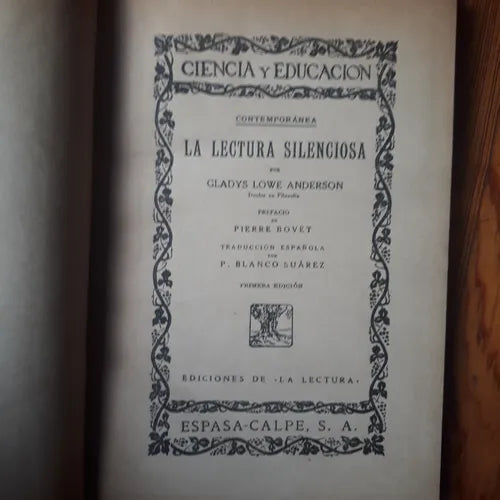 CIENCIA Y EDUCACION
CONTEMPORÁNEA
LA LECTURA SILENCIOSA
POR
GLADYS LOWE ANDERSON
Doctor en Filosofía
PREFACIO
DE
PIERRE BOVET
TRADUCCIÓN ESPAÑOLA
POR
P. BLANCO SUÁREZ
PRIMERA EDICIÓN
EDICIONES DE «LA LECTURA»
ESPASA-CALPE, S. A.